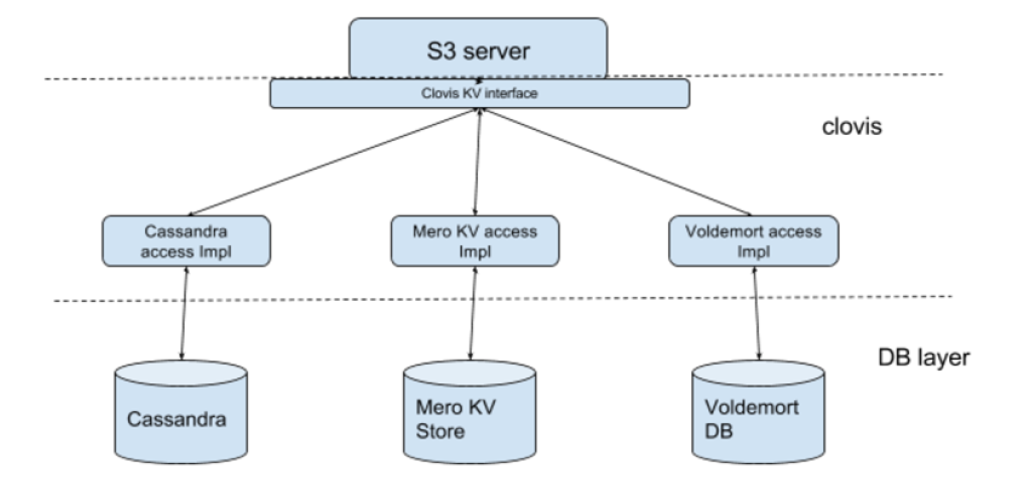 S3 server
Clovis KV interface
clovis
Cassandra
access Impl
Mero KV access
Impl
Voldemort access
Impl
DB layer
Cassandra
Mero KV
Store
Voldemort
DB